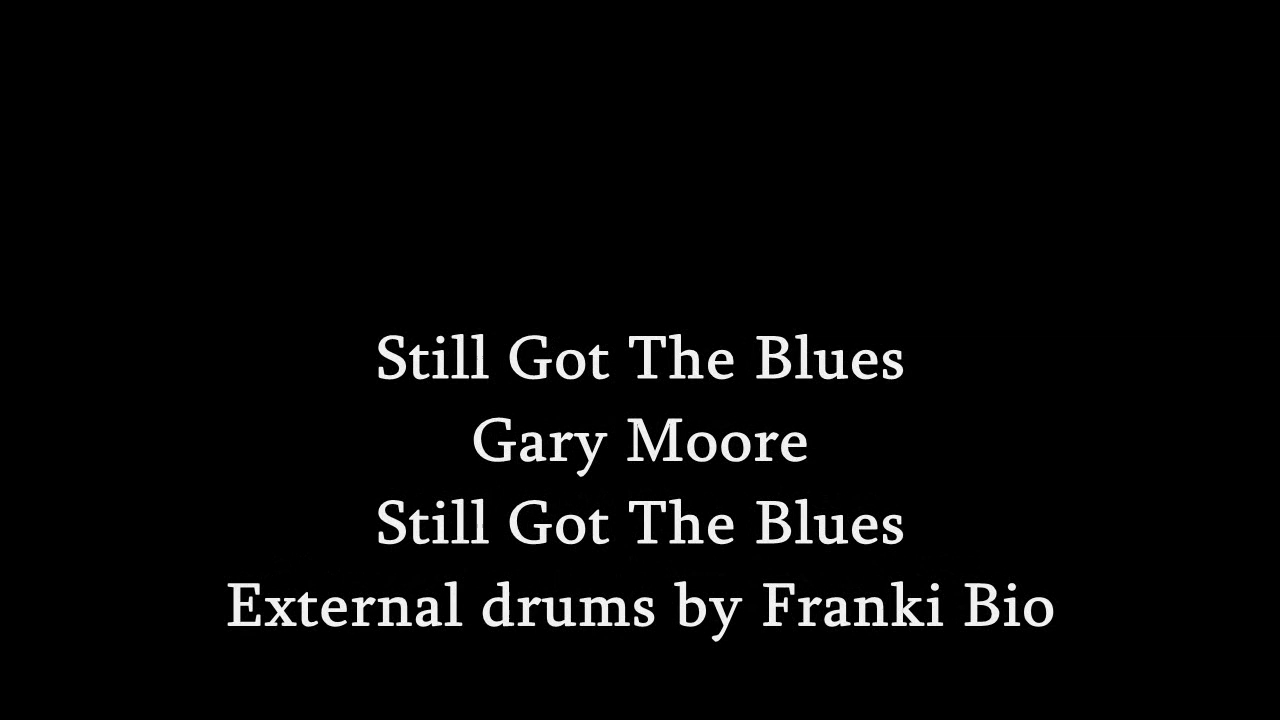 Still Got The Blues
Gary Moore
Still Got The Blues
External drums by Franki Bio